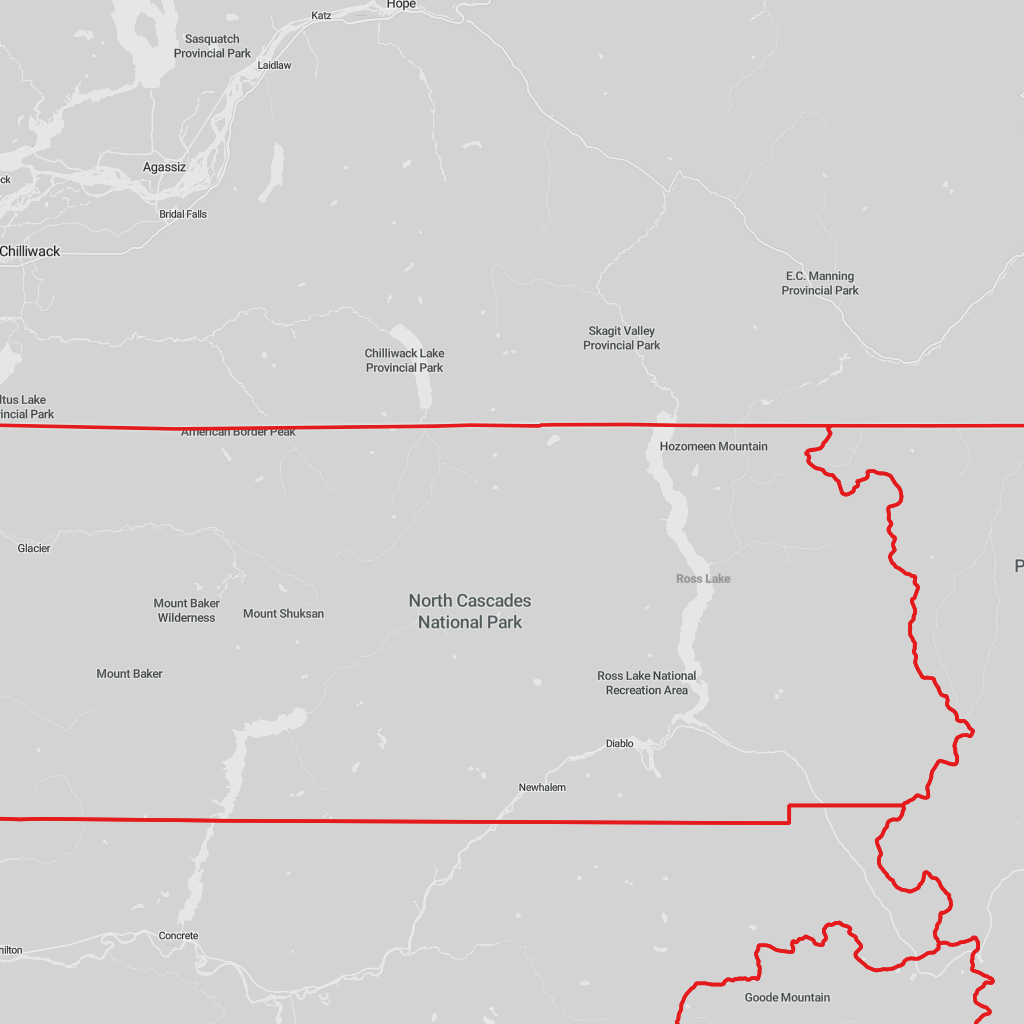 Hope
Katz
Sasquatch
Provincial Park
Laidlaw
Agassiz
ck
Bridal Falls
Chilliwack
E.C. Manning
Provincial Park
Skagit Valley
Provincial Park
Chilliwack Lake
Provincial Park
ltus Lake
incial Park
American Border Peak
Hozomeen Mountain
Glacier
P
Ross Lake
North Cascades
National Park
Mount Baker
Wilderness
Mount Shuksan
Mount Baker
Ross Lake National
Recreation Area
Diablo
Newhalem
Concrete
nilton
Goode Mountain